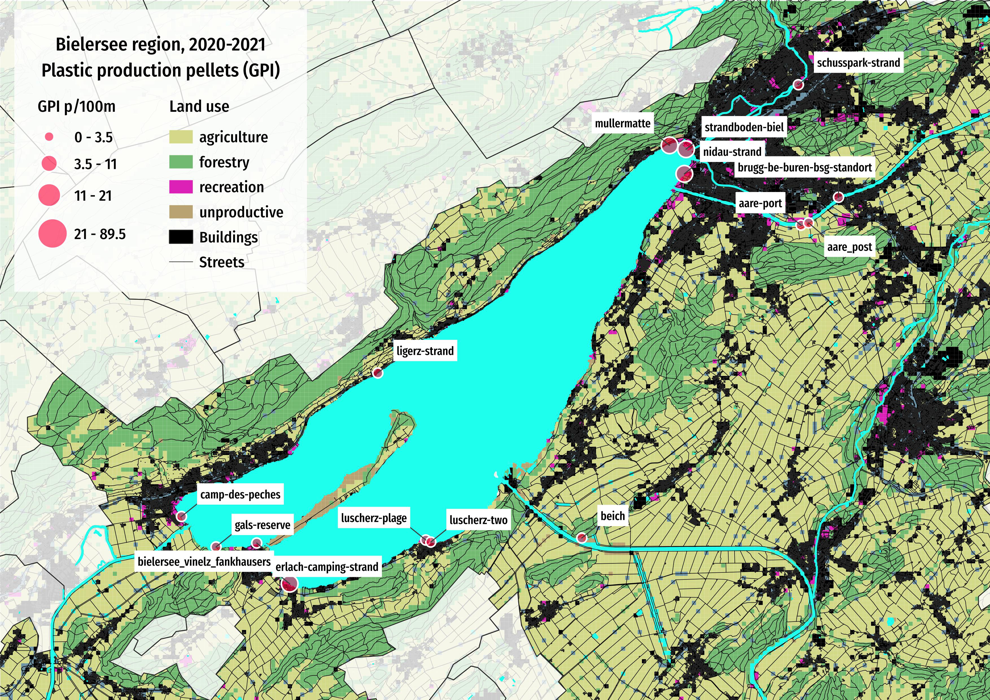 Bielersee region, 2020-2021
Plastic production pellets (GPI)
GPI p/100m
0 - 3.5
3.5 - 11
11 - 21
21 - 89.5
Land use
agriculture
forestry
recreation
unproductive
Buildings
Streets
schusspark-strand
mullermatte
strandboden-biel
nidau-strand
brugg-be-buren-bsg-standort
aare-port
aare_post
ligerz-strand
camp-des-peches
gals-reserve
luscherz-plage
luscherz-two
beich
bielersee_vinelz_fankhausers
erlach-camping-strand